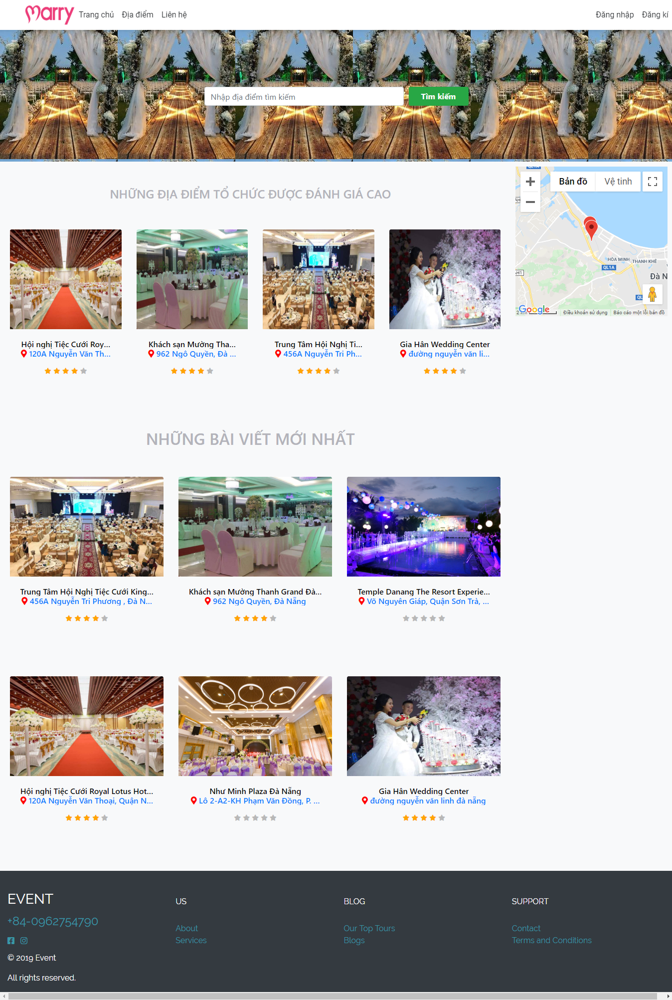 Marry Trang chủ Địa điểm Liên hệ Đăng nhập Đăng kí
Nhập địa điểm tìm kiếm Tìm kiếm
NHỮNG ĐỊA ĐIỂM TỔ CHỨC ĐƯỢC ĐÁNH GIÁ CAO
Bản đồ Vệ tinh
HÒA MINH THANH KHÊ
QL1A
AH1
Đà N
Google
2 km Điều khoản sử dụng Báo cáo một lỗi bản đồ
Hội nghị Tiệc Cưới Roy...
120A Nguyễn Văn Th...
Khách sạn Mường Tha...
962 Ngô Quyền, Đà ...
Trung Tâm Hội Nghị Ti...
456A Nguyễn Tri Ph...
Gia Hân Wedding Center
đường nguyễn văn li...
NHỮNG BÀI VIẾT MỚI NHẤT
Trung Tâm Hội Nghị Tiệc Cưới King...
456A Nguyễn Tri Phương , Đà N...
Khách sạn Mường Thanh Grand Đà...
962 Ngô Quyền, Đà Nẵng
Temple Danang The Resort Experie...
Võ Nguyên Giáp, Quận Sơn Trà, ...
Hội nghị Tiệc Cưới Royal Lotus Hot...
120A Nguyễn Văn Thoại, Quận N...
Như Minh Plaza Đà Nẵng
Lô 2-A2-KH Phạm Văn Đồng, P. ...
Gia Hân Wedding Center
đường nguyễn văn linh đà nẵng
EVENT
+84-0962754790
© 2019 Event
All rights reserved.
US
About
Services
BLOG
Our Top Tours
Blogs
SUPPORT
Contact
Terms and Conditions